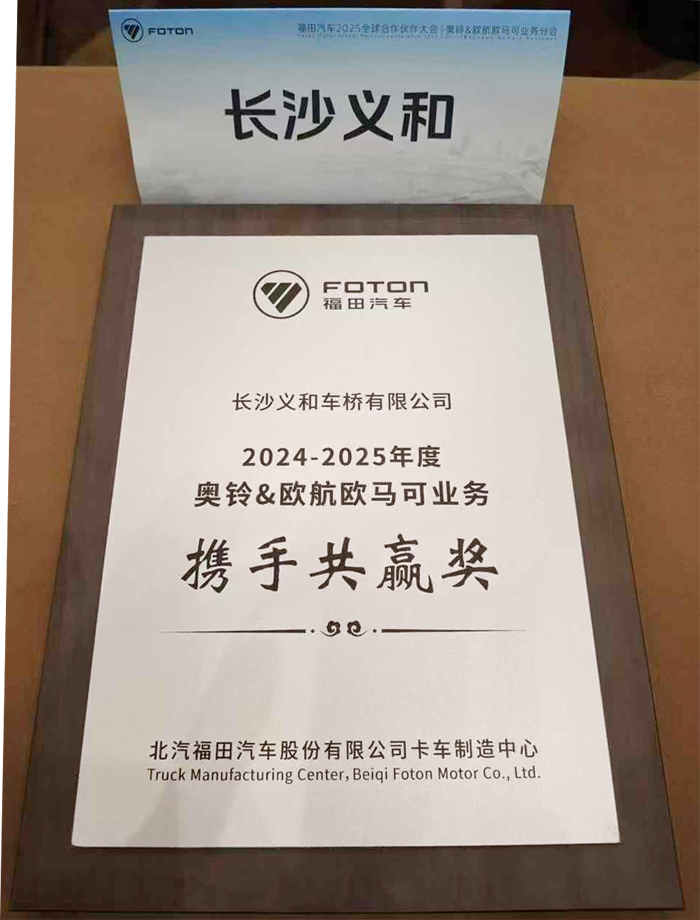 FOTON
福田汽车2025全球合作伙伴大会 | 奥铃&欧航欧马可业务分会
长沙义和
FOTON
福田汽车
长沙义和车桥有限公司
2024-2025年度
奥铃&欧航欧马可业务
携手共赢奖
北汽福田汽车股份有限公司卡车制造中心
Truck Manufacturing Center, Beiqi Foton Motor Co., Ltd.